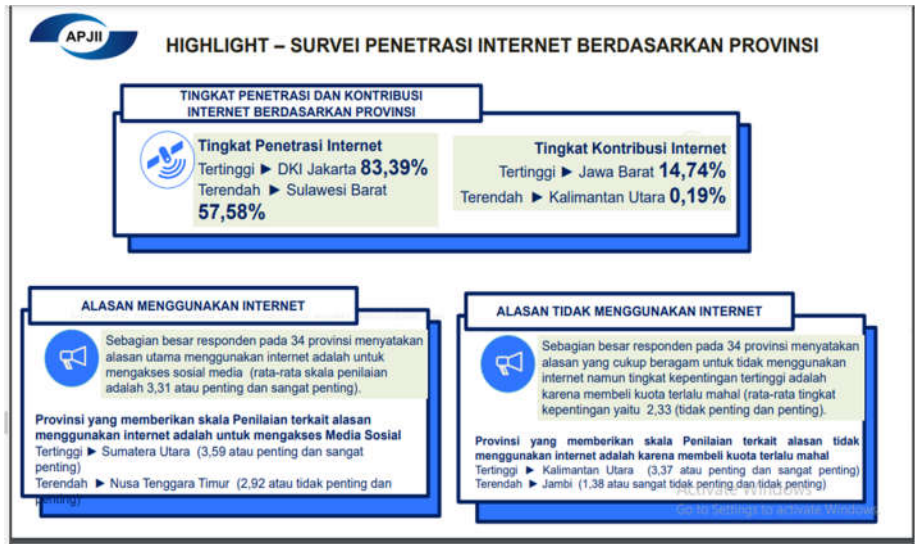 APJII
HIGHLIGHT – SURVEI PENETRASI INTERNET BERDASARKAN PROVINSI
TINGKAT PENETRASI DAN KONTRIBUSI
INTERNET BERDASARKAN PROVINSI
Tingkat Penetrasi Internet
Tertinggi ► DKI Jakarta 83,39%
Terendah ► Sulawesi Barat
57,58%
Tingkat Kontribusi Internet
Tertinggi ► Jawa Barat 14,74%
Terendah ► Kalimantan Utara 0,19%
ALASAN MENGGUNAKAN INTERNET
Sebagian besar responden pada 34 provinsi menyatakan
alasan utama menggunakan internet adalah untuk
mengakses sosial media (rata-rata skala penilaian
adalah 3,31 atau penting dan sangat penting).
Provinsi yang memberikan skala Penilaian terkait alasan
menggunakan internet adalah untuk mengakses Media Sosial
Tertinggi ► Sumatera Utara (3,59 atau penting dan sangat
penting)
Terendah ► Nusa Tenggara Timur (2,92 atau tidak penting dan
penting)
ALASAN TIDAK MENGGUNAKAN INTERNET
Sebagian besar responden pada 34 provinsi menyatakan
alasan yang cukup beragam untuk tidak menggunakan
internet namun tingkat kepentingan tertinggi adalah
karena membeli kuota terlalu mahal (rata-rata tingkat
kepentingan yaitu 2,33 (tidak penting dan penting).
Provinsi yang memberikan skala Penilaian terkait alasan tidak
menggunakan internet adalah karena membeli kuota terlalu mahal
Tertinggi ► Kalimantan Utara (3,37 atau penting dan sangat penting)
Terendah ► Jambi (1,38 atau sangat tidak penting dan tidak penting)
Activate Windows
Go to Settings to activate Windows.